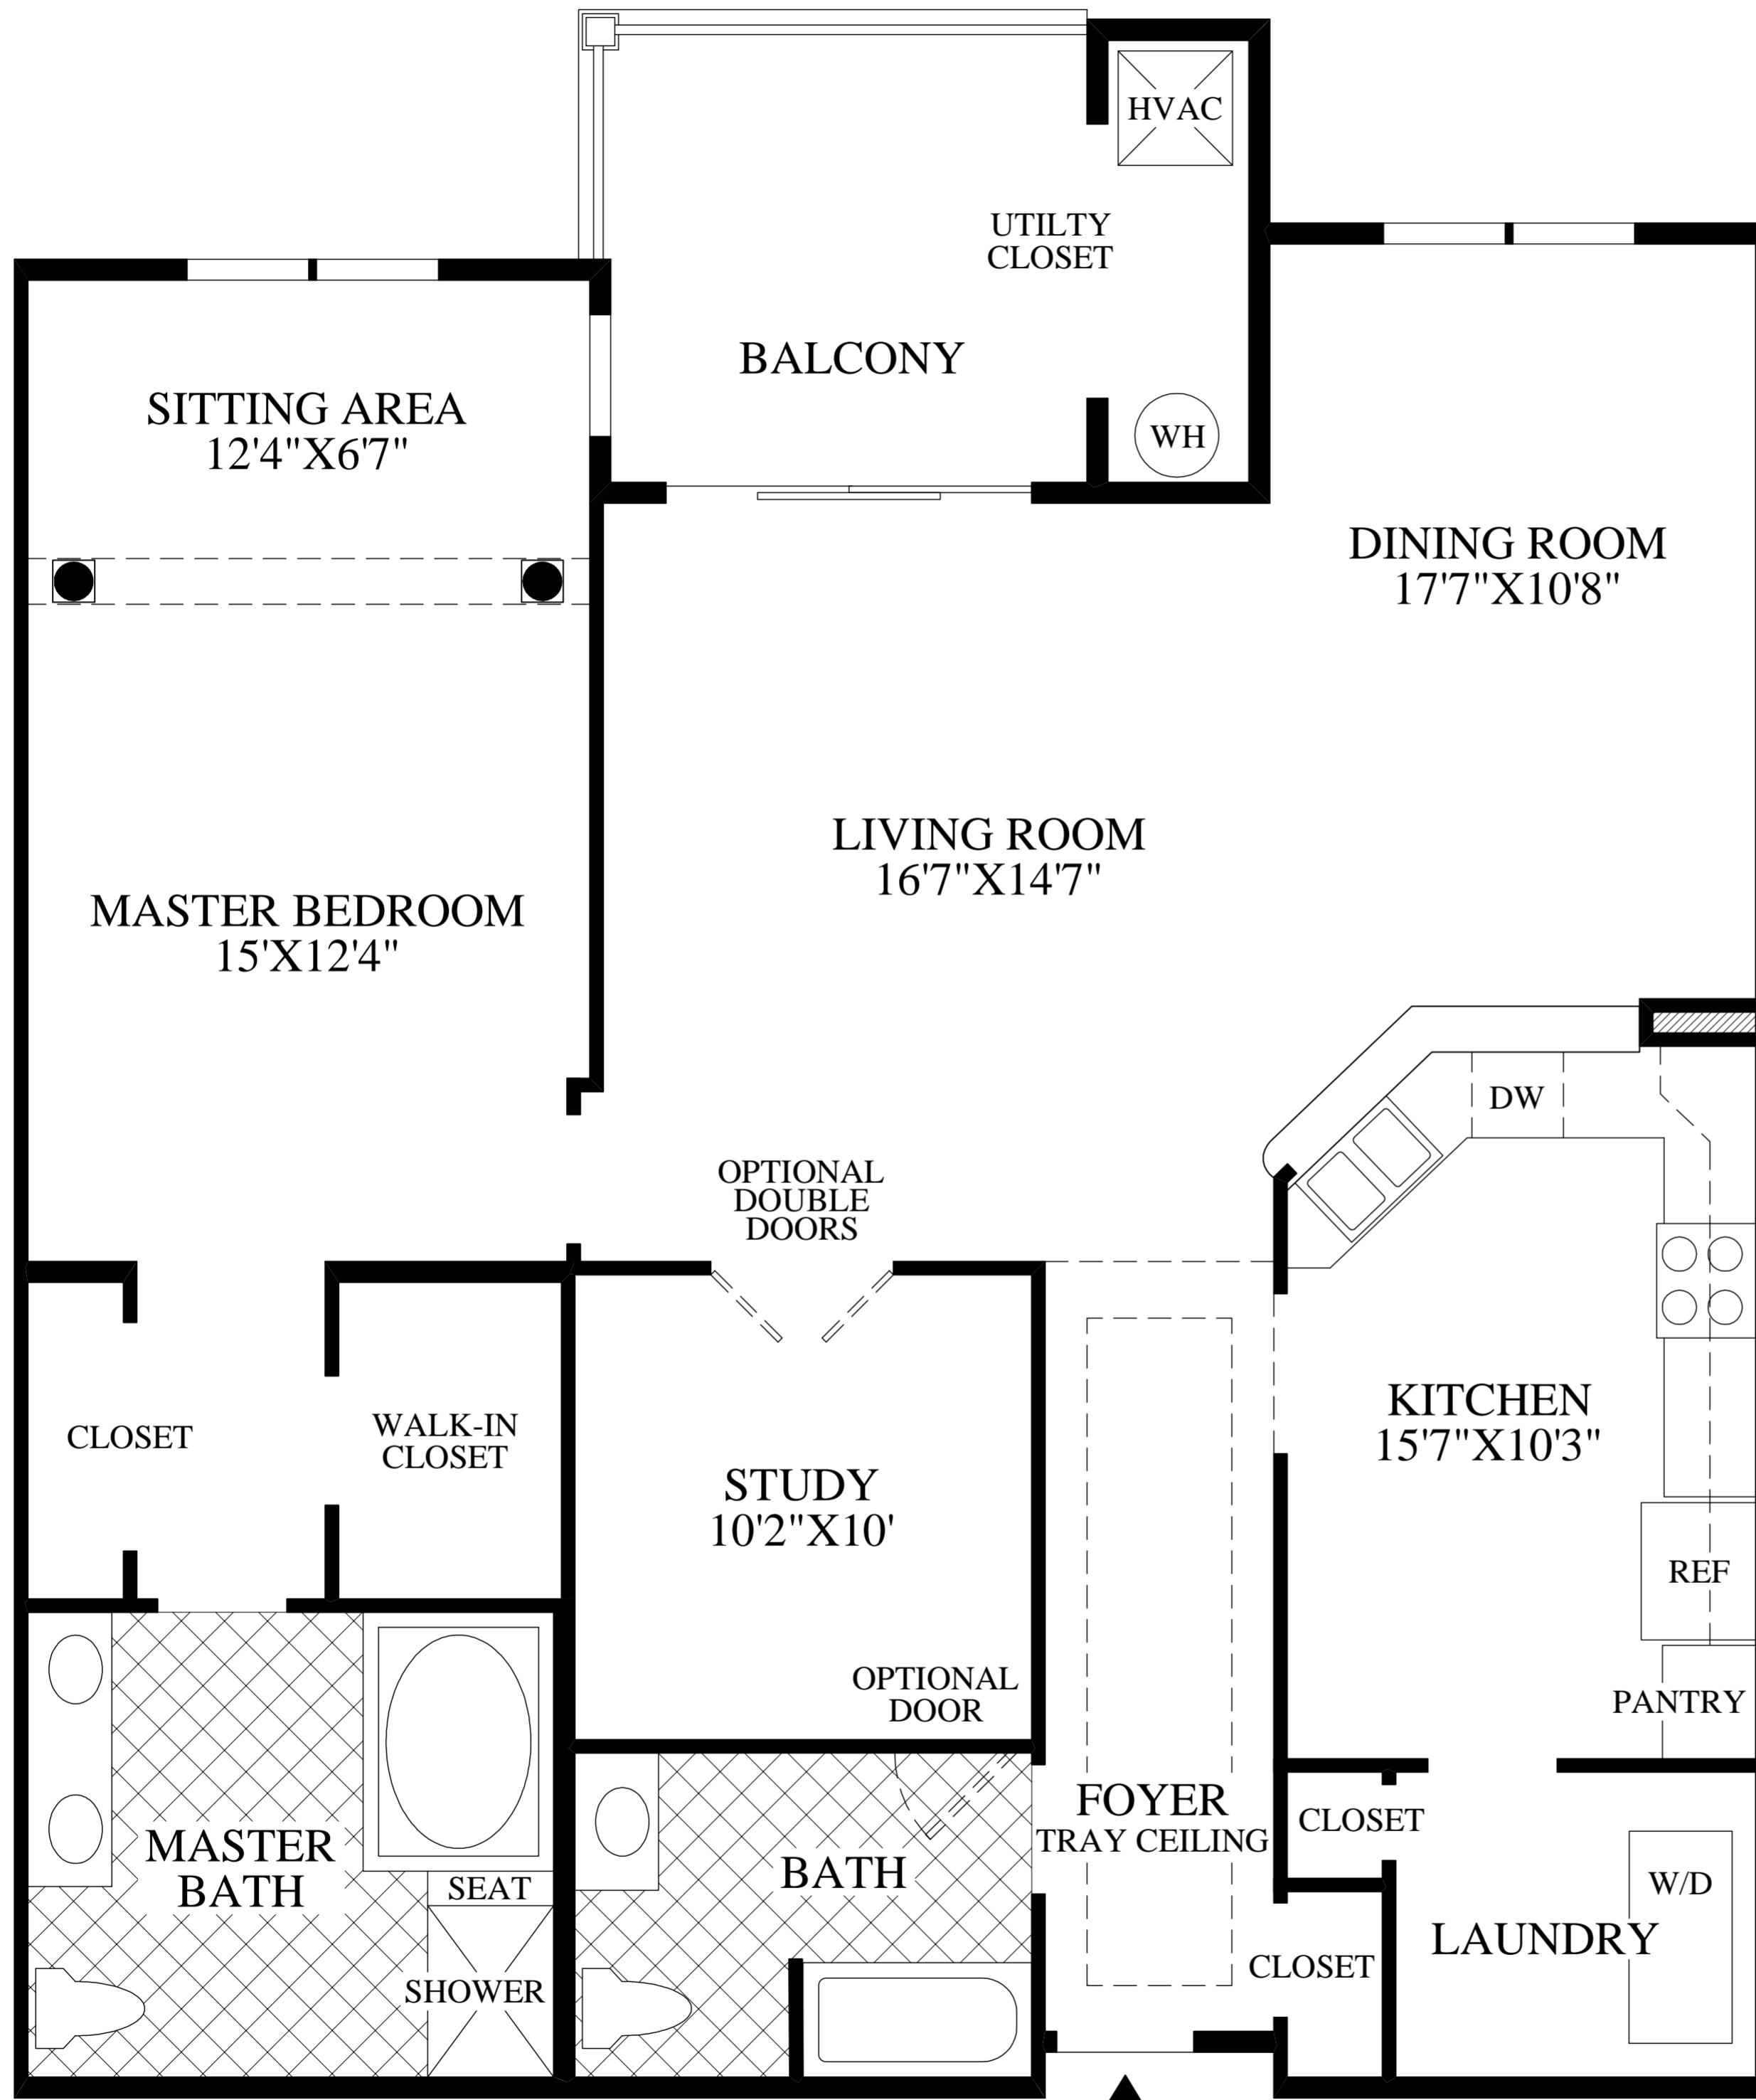 HVAC
UTILTY
CLOSET
BALCONY
WH
SITTING AREA
12'4"X6'7"
DINING ROOM
17'7"X10'8"
LIVING ROOM
16'7"X14'7"
MASTER BEDROOM
15'X12'4"
DW
OPTIONAL
DOUBLE
DOORS
CLOSET
WALK-IN
CLOSET
STUDY
10'2"X10'
KITCHEN
15'7"X10'3"
REF
OPTIONAL
DOOR
PANTRY
MASTER
BATH
SEAT
SHOWER
BATH
FOYER
TRAY CEILING
CLOSET
CLOSET
W/D
LAUNDRY